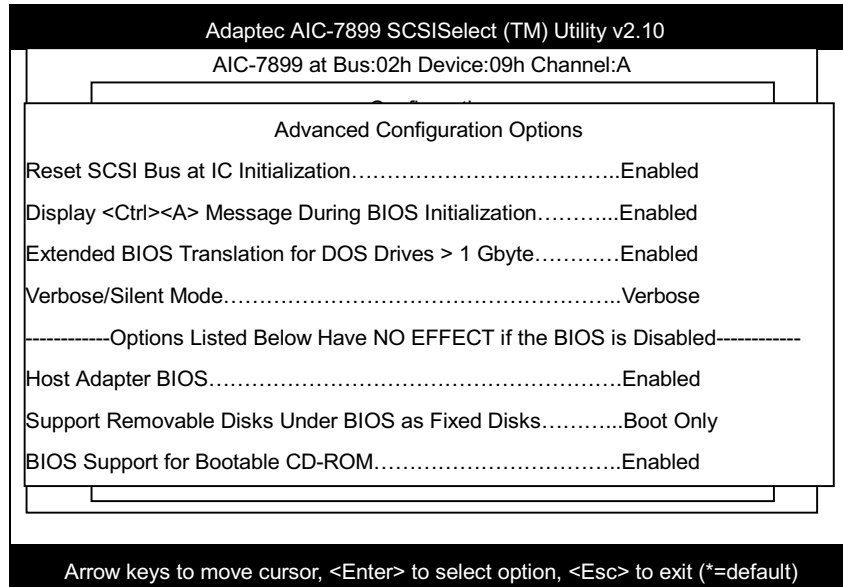 Adaptec AIC-7899 SCSISelect (TM) Utility v2.10
AIC-7899 at Bus:02h Device:09h Channel:A
Advanced Configuration Options
Reset SCSI Bus at IC Initialization…………………………………..Enabled
Display <Ctrl><A> Message During BIOS Initialization………...Enabled
Extended BIOS Translation for DOS Drives > 1 Gbyte…………Enabled
Verbose/Silent Mode…………………………………………………..Verbose
------------Options Listed Below Have NO EFFECT if the BIOS is Disabled------------
Host Adapter BIOS…………………………………………………….Enabled
Support Removable Disks Under BIOS as Fixed Disks………...Boot Only
BIOS Support for Bootable CD-ROM………………………………..Enabled
Arrow keys to move cursor, <Enter> to select option, <Esc> to exit (*=default)